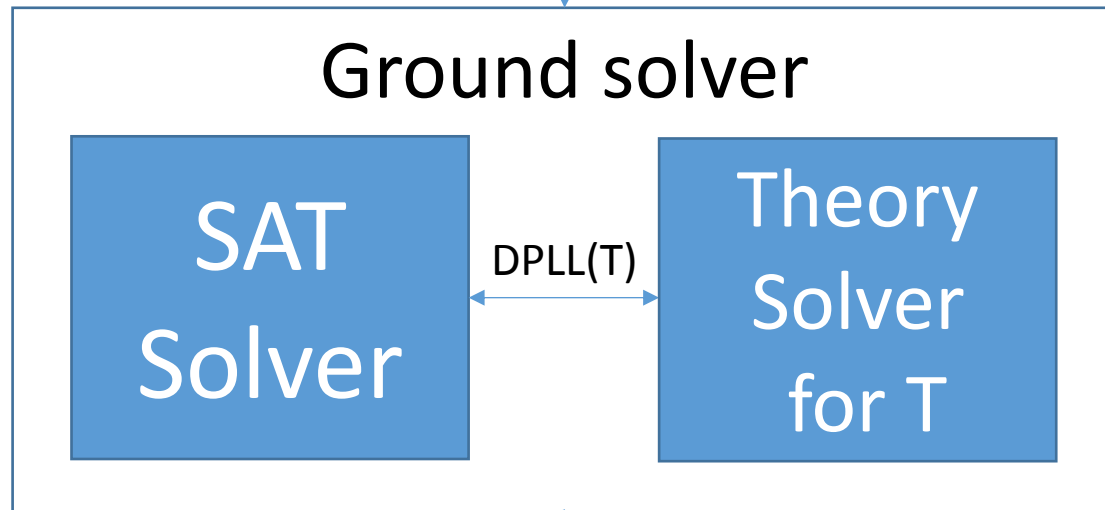 Ground solver
SAT
Solver
DPLL(T)
Theory
Solver
for T